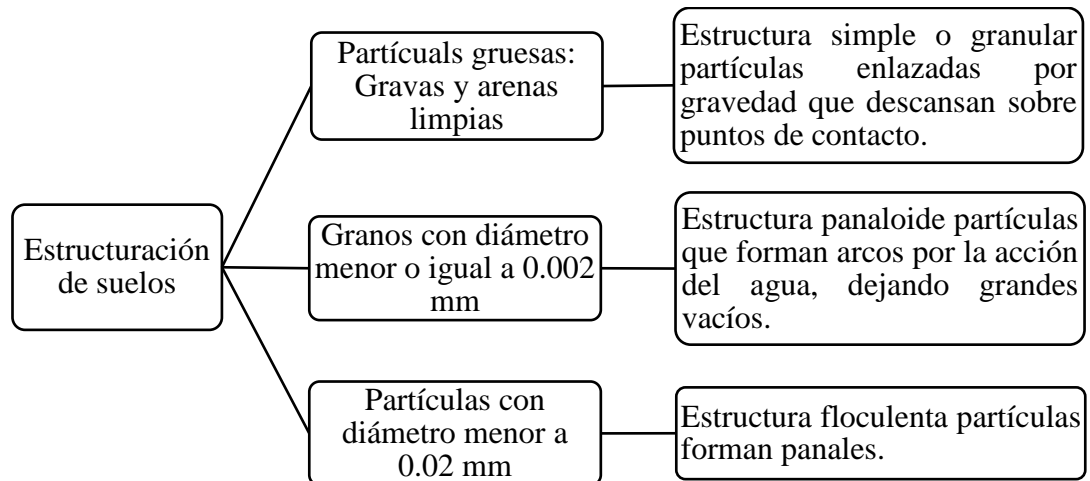 Estructuración
de suelos
Partícuals gruesas:
Gravas y arenas
limpias
Estructura simple o granular
partículas enlazadas por
gravedad que descansan sobre
puntos de contacto.
Granos con diámetro
menor o igual a 0.002
mm
Estructura panaloide partículas
que forman arcos por la acción
del agua, dejando grandes
vacíos.
Partículas con
diámetro menor a
0.02 mm
Estructura floculenta partículas
forman panales.